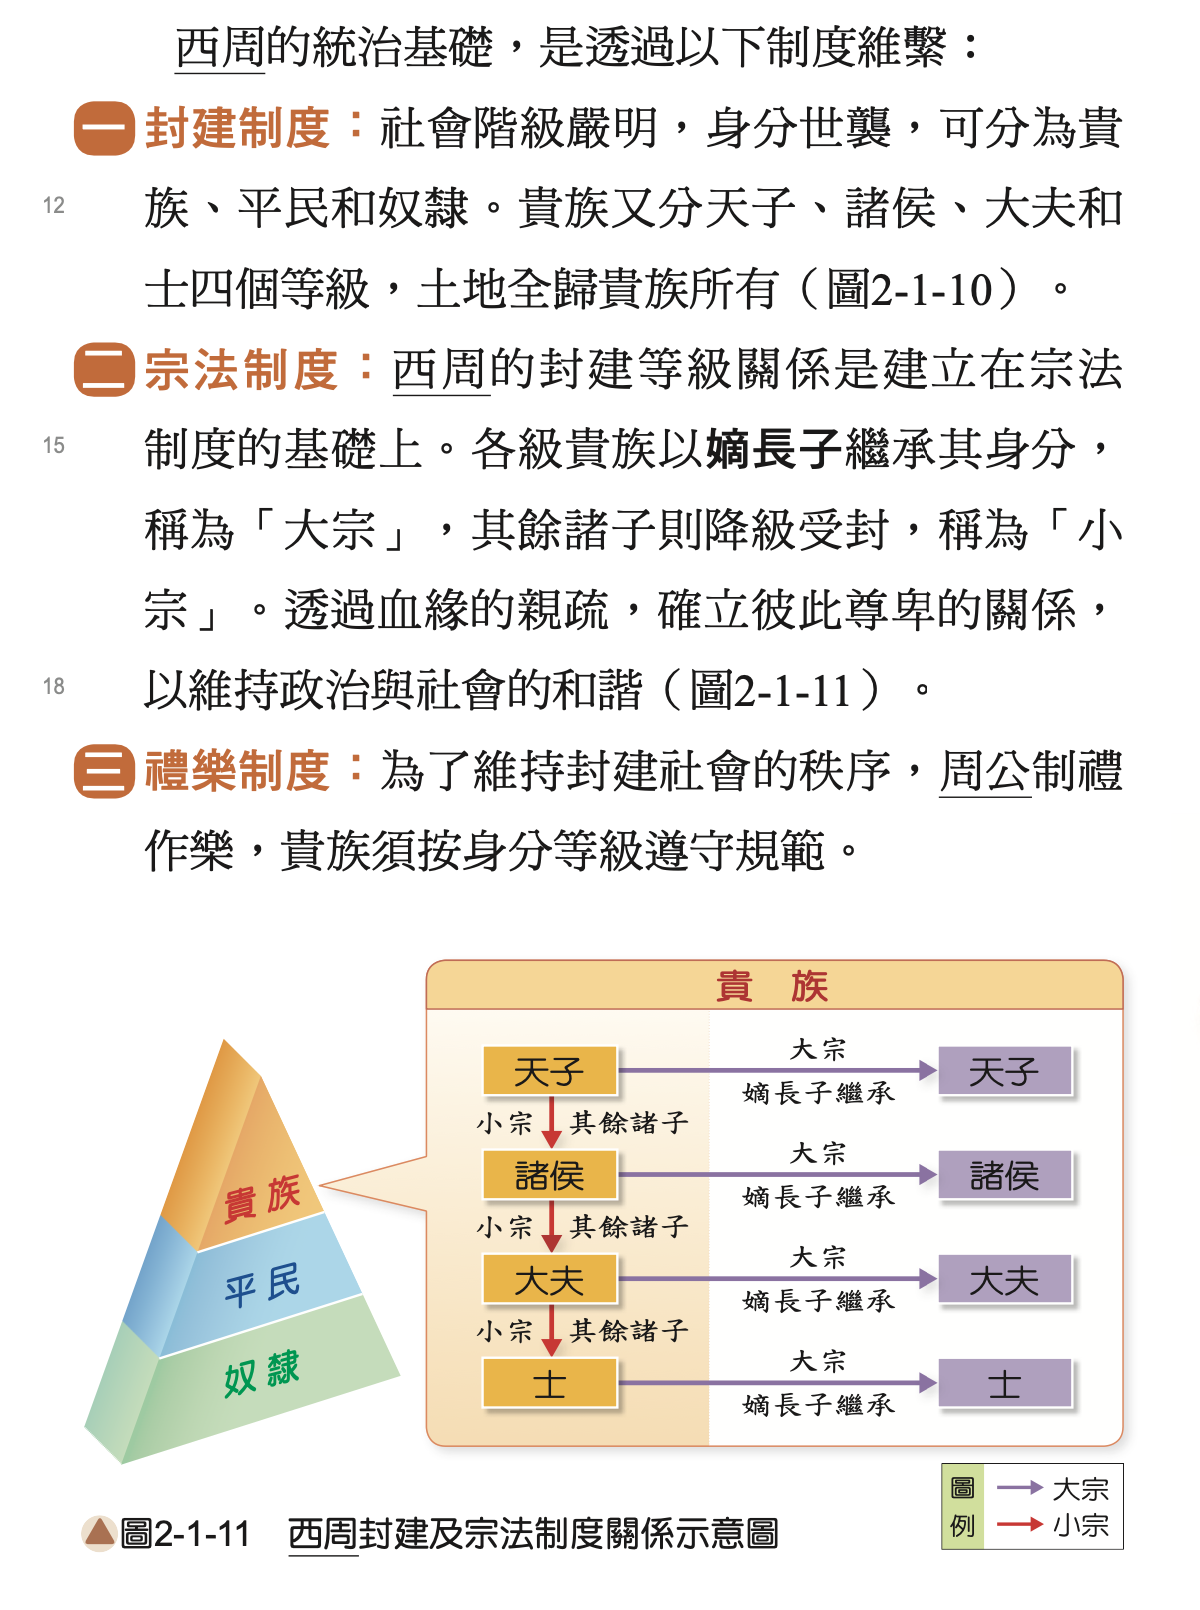 西周的統治基礎，是透過以下制度維繫：
一 封建制度：社會階級嚴明，身分世襲，可分為貴
12 族、平民和奴隸。貴族又分天子、諸侯、大夫和
士四個等級，土地全歸貴族所有（圖2-1-10）。
二 宗法制度：西周的封建等級關係是建立在宗法
15 制度的基礎上。各級貴族以嫡長子繼承其身分，
稱為「大宗」，其餘諸子則降級受封，稱為「小
宗」。透過血緣的親疏，確立彼此尊卑的關係，
18 以維持政治與社會的和諧（圖2-1-11）。
三 禮樂制度：為了維持封建社會的秩序，周公制禮
作樂，貴族須按身分等級遵守規範。
貴族
平民
奴隸
貴 族
天子 大宗 嫡長子繼承 天子
小宗 其餘諸子
諸侯 大宗 嫡長子繼承 諸侯
小宗 其餘諸子
大夫 大宗 嫡長子繼承 大夫
小宗 其餘諸子
士 大宗 嫡長子繼承 士
圖例
大宗
小宗
圖2-1-11 西周封建及宗法制度關係示意圖